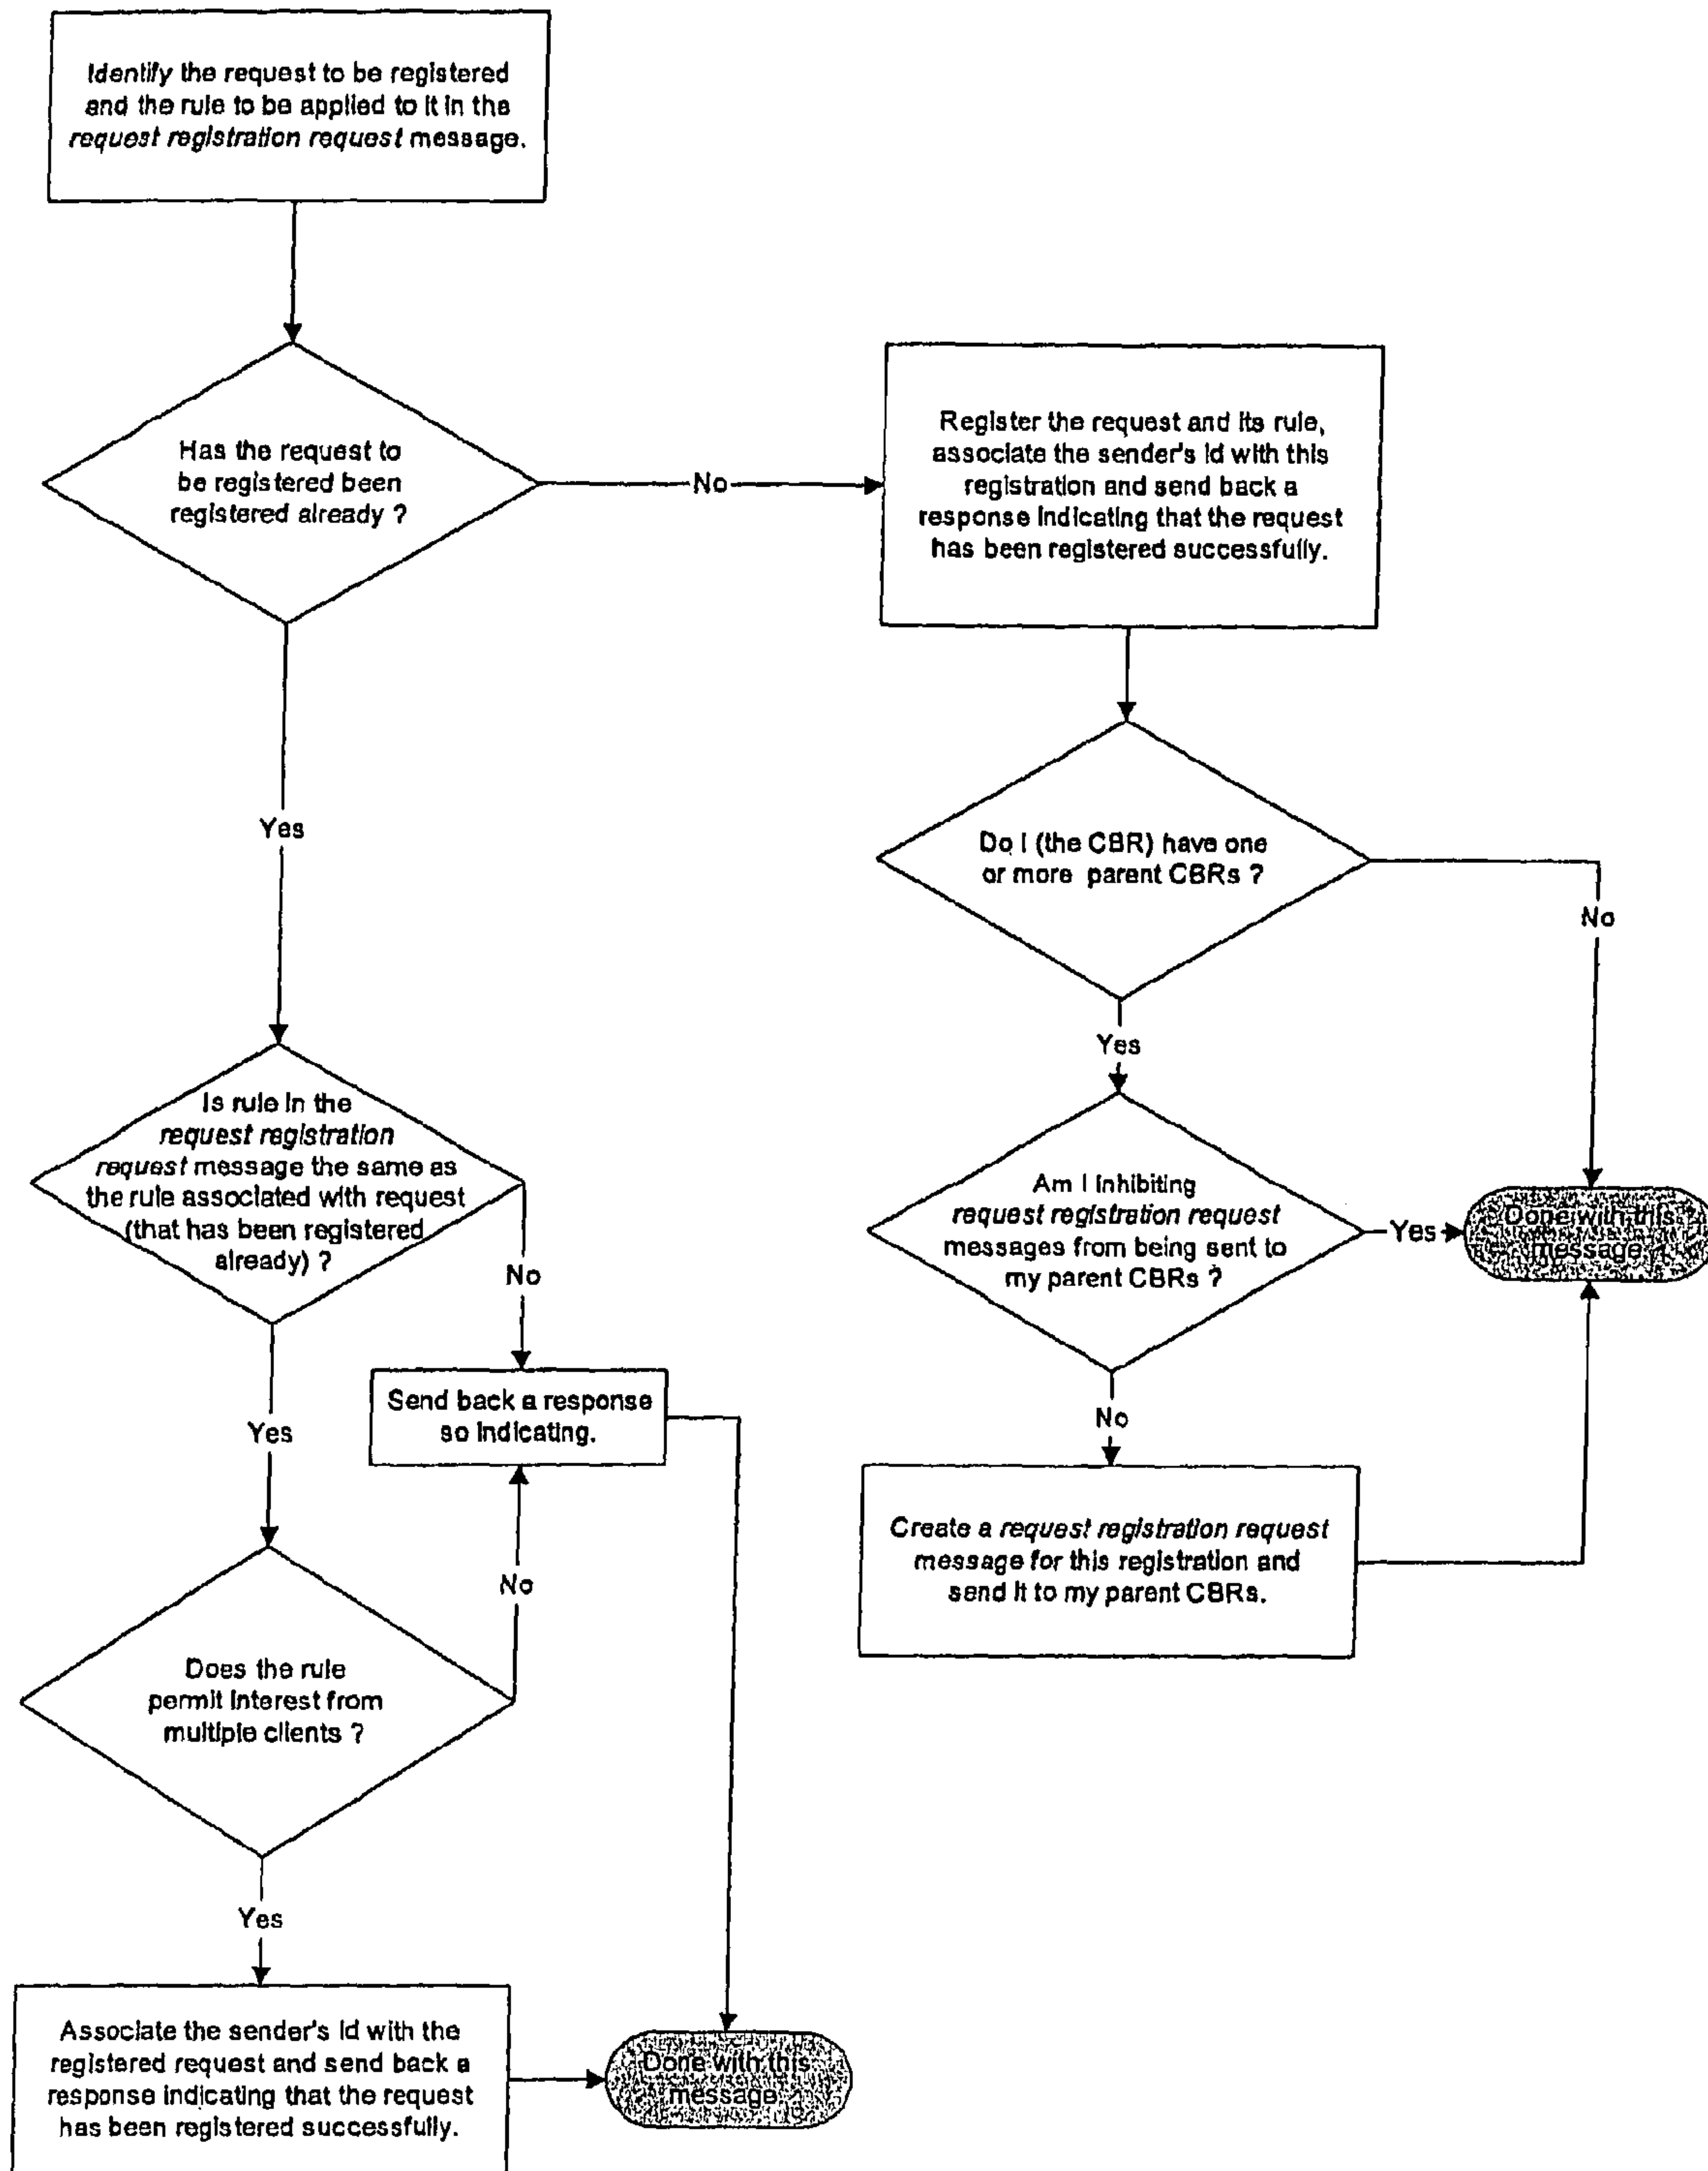 Identify the request to be registered
and the rule to be applied to it in the
request registration request message.
Has the request to
be registered been
registered already ?
No
Register the request and its rule,
associate the sender's id with this
registration and send back a
response indicating that the request
has been registered successfully.
Yes
Do I (the CBR) have one
or more parent CBRs ?
No
Yes
Is rule in the
request registration
request message the same as
the rule associated with request
(that has been registered
already) ?
No
Yes
Am I inhibiting
request registration request
messages from being sent to
my parent CBRs ?
Yes
Done with this
message
No
Send back a response
so indicating.
Create a request registration request
message for this registration and
send it to my parent CBRs.
No
Does the rule
permit interest from
multiple clients ?
Yes
Associate the sender's id with the
registered request and send back a
response indicating that the request
has been registered successfully.
Done with this
message